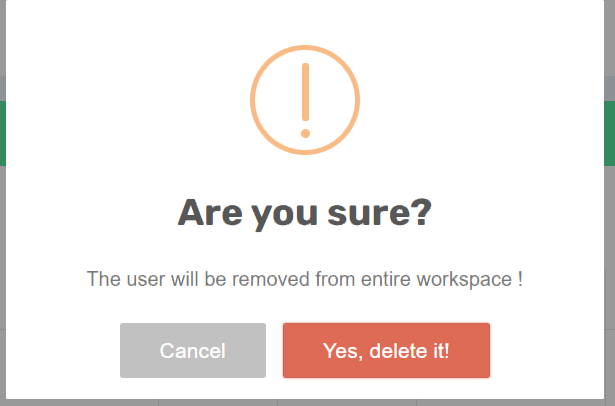 Are you sure?
The user will be removed from entire workspace !
Cancel
Yes, delete it!